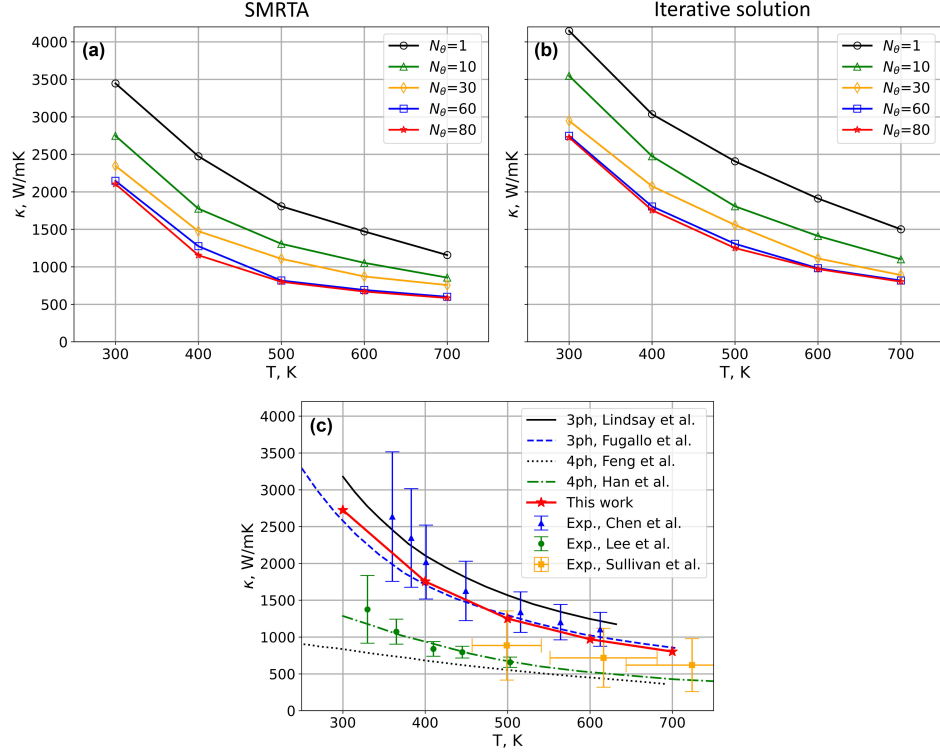 SMRTA
Iterative solution
(a)
N_θ=1
N_θ=10
N_θ=30
N_θ=60
N_θ=80
κ, W/mK
4000
3500
3000
2500
2000
1500
1000
500
0
300 400 500 600 700
T, K
(b)
N_θ=1
N_θ=10
N_θ=30
N_θ=60
N_θ=80
κ, W/mK
300 400 500 600 700
T, K
(c)
3ph, Lindsay et al.
3ph, Fugallo et al.
4ph, Feng et al.
4ph, Han et al.
This work
Exp., Chen et al.
Exp., Lee et al.
Exp., Sullivan et al.
κ, W/mK
4000
3500
3000
2500
2000
1500
1000
500
0
300 400 500 600 700
T, K